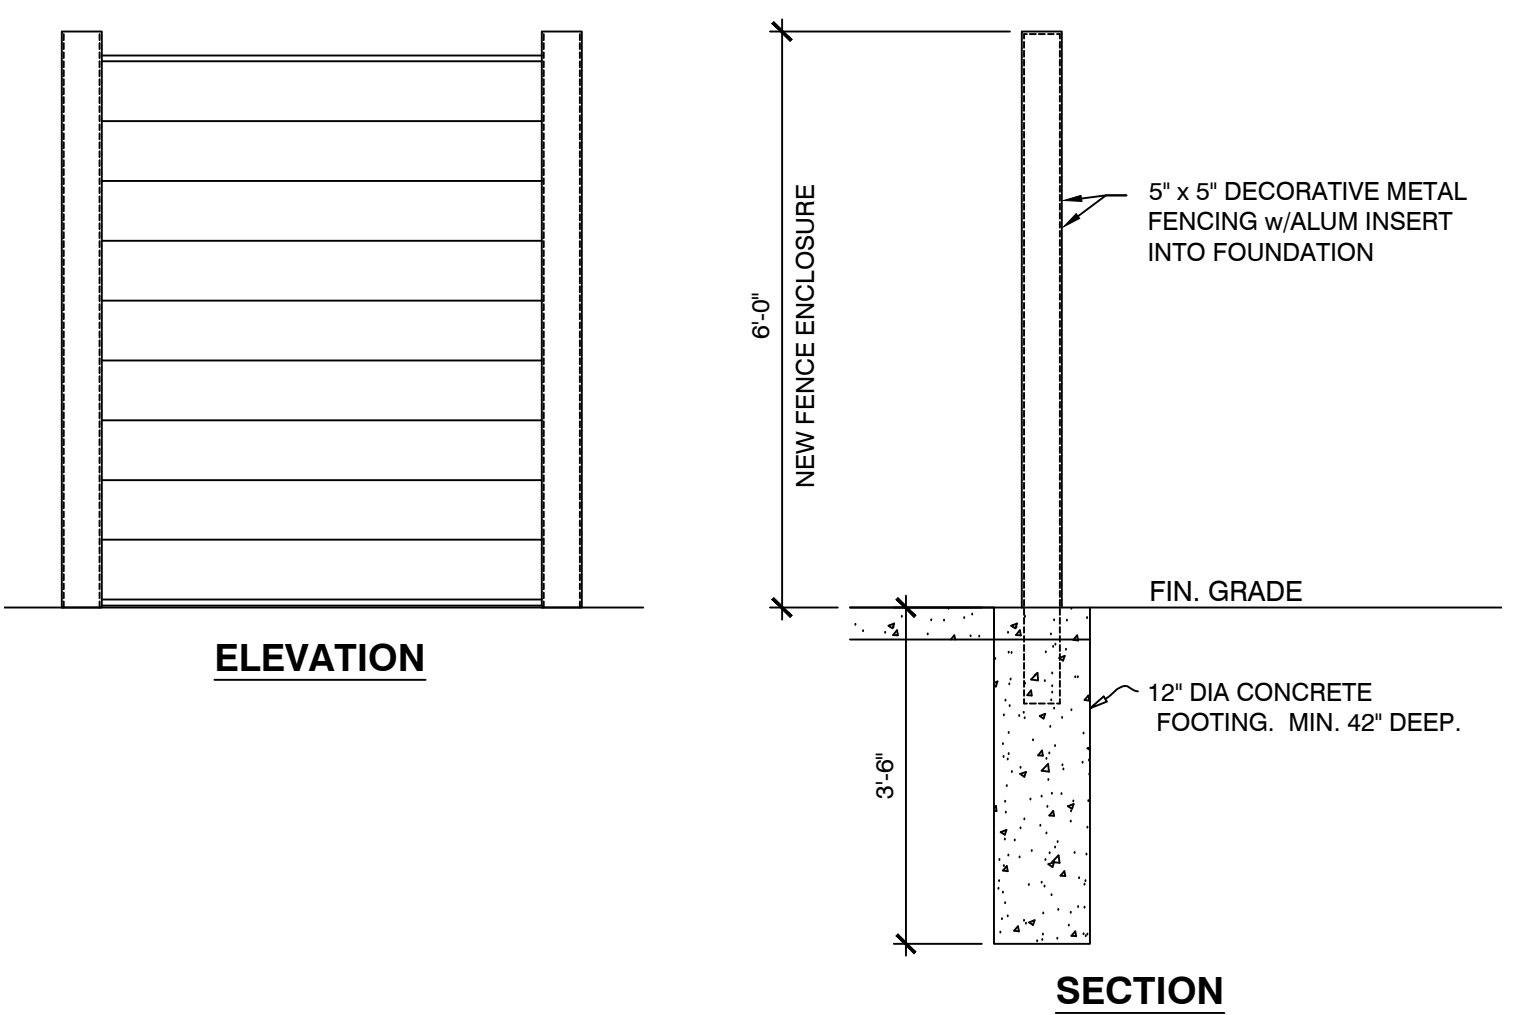 6'-0"
NEW FENCE ENCLOSURE
5" x 5" DECORATIVE METAL
FENCING w/ALUM INSERT
INTO FOUNDATION
FIN. GRADE
ELEVATION
12" DIA CONCRETE
FOOTING.  MIN. 42" DEEP.
3'-6"
SECTION